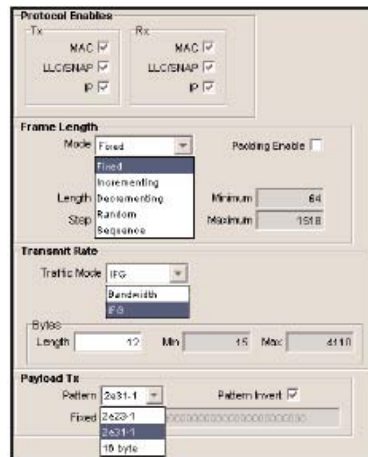 Protocol Enables
Tx Rx
MAC MAC
LLC/SNAP LLC/SNAP
IP IP
Frame Length
Mode Fixed Padding Enable
Fixed
Incrementing
Length Decrementing Minimum 64
Random
Step Maximum 1518
Sequence
Transmit Rate
Traffic Mode IFG
Bandwidth
IFG
Bytes
Length 12 Min 15 Max 4110
Payload Tx
Pattern 2e31-1 Pattern Invert
Fixed 2e23-1
2e31-1
10 byte